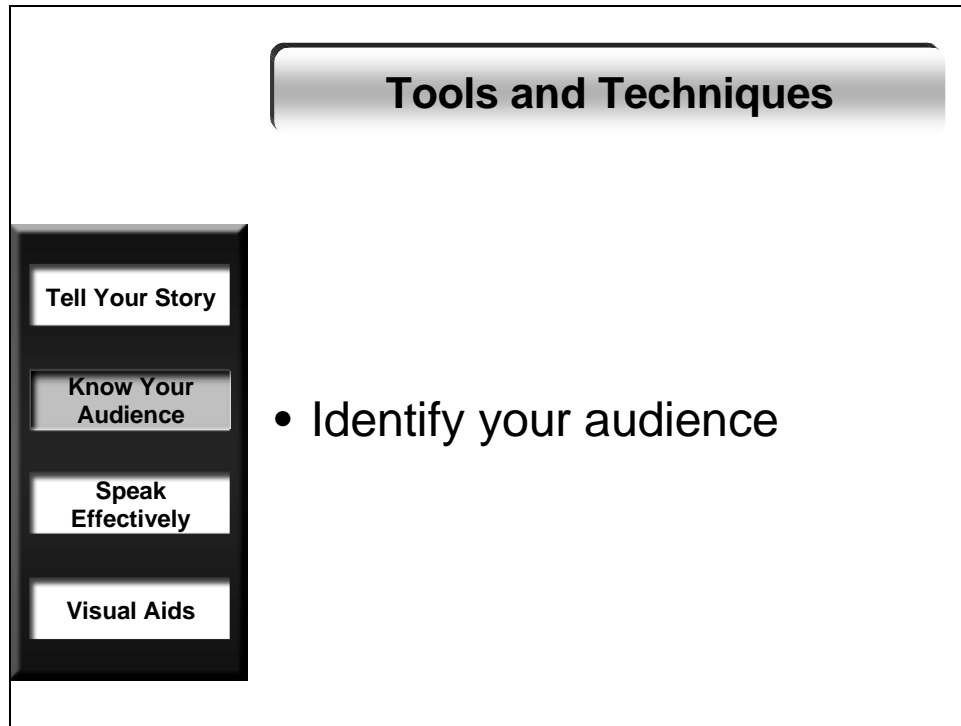 Tools and Techniques
Tell Your Story
Know Your
Audience
Speak
Effectively
Visual Aids
• Identify your audience